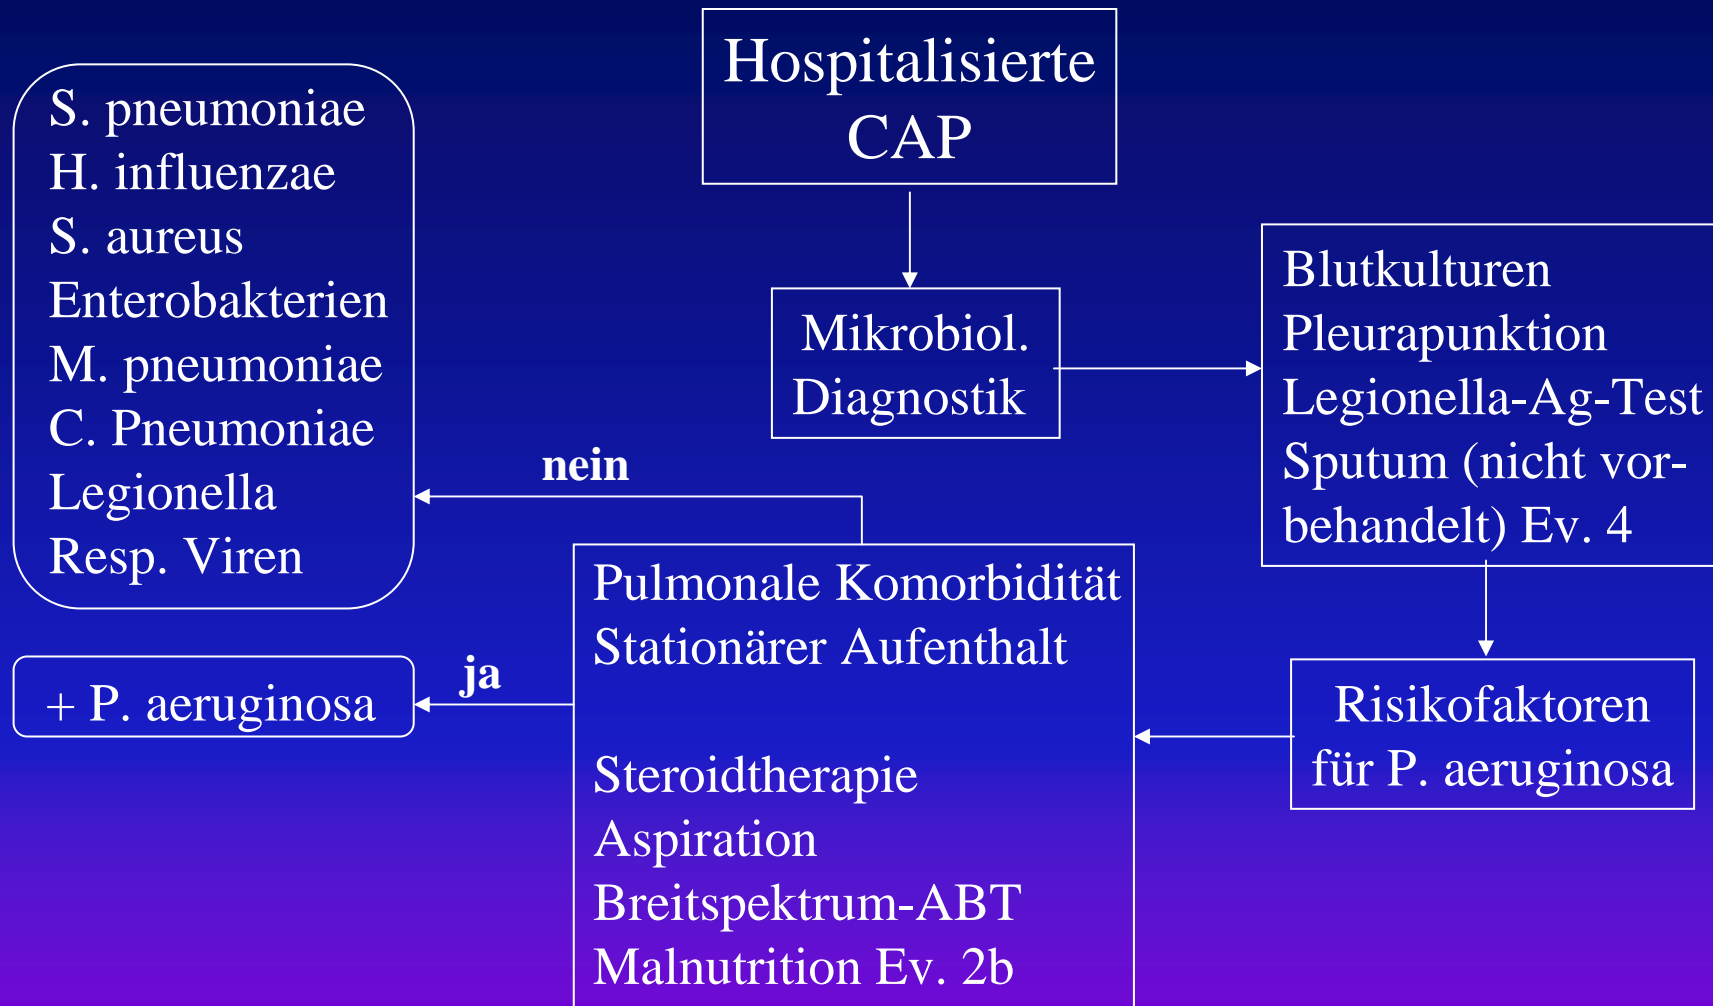 Hospitalisierte
CAP
S. pneumoniae
H. influenzae
S. aureus
Enterobakterien
M. pneumoniae
C. Pneumoniae
Legionella
Resp. Viren
Mikrobiol.
Diagnostik
Blutkulturen
Pleurapunktion
Legionella-Ag-Test
Sputum (nicht vor-
behandelt) Ev. 4
nein
Pulmonale Komorbidität
Stationärer Aufenthalt
Steroidtherapie
Aspiration
Breitspektrum-ABT
Malnutrition Ev. 2b
ja
+ P. aeruginosa
Risikofaktoren
für P. aeruginosa